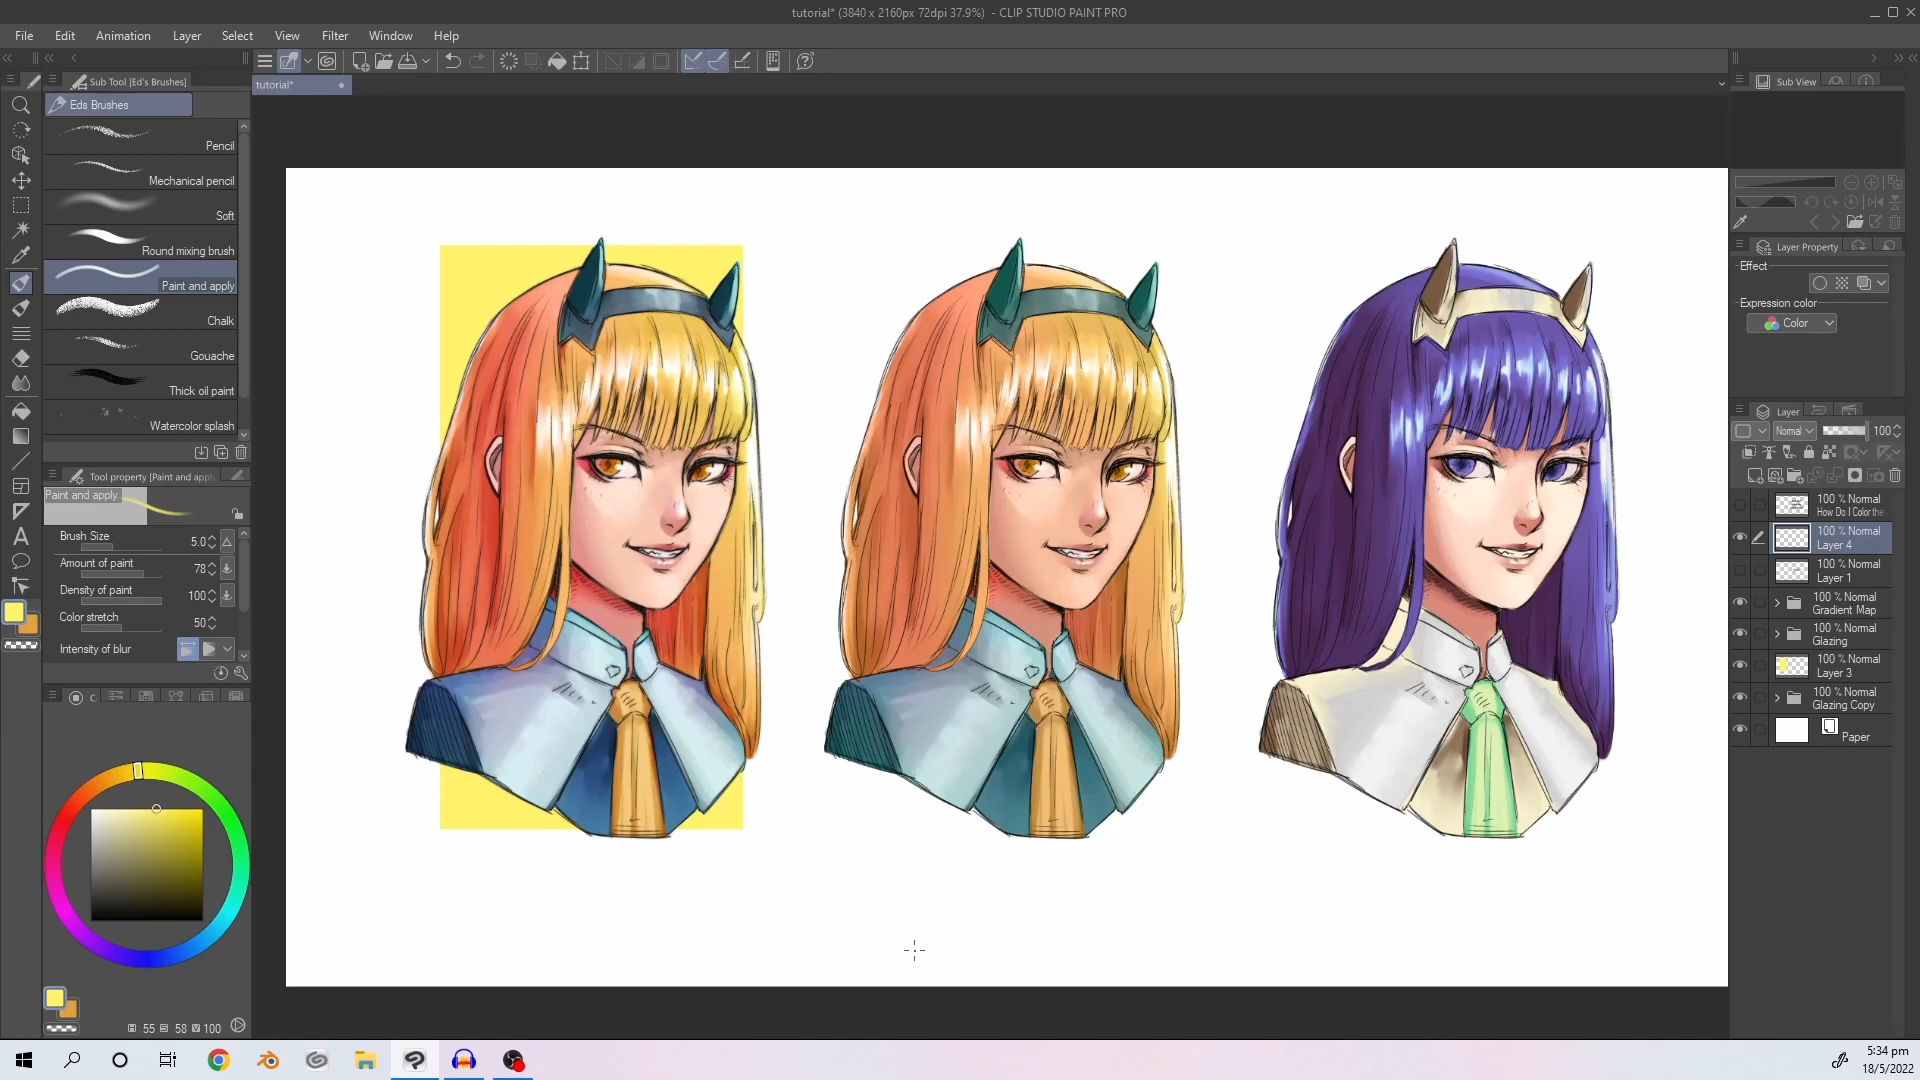 tutorial* (3840 x 2160px 72dpi 37.9%) - CLIP STUDIO PAINT PRO
File Edit Animation Layer Select View Filter Window Help
Sub Tool [Ed's Brushes]
Eds Brushes
Pencil
Mechanical pencil
Soft
Round mixing brush
Paint and apply
Chalk
Gouache
Thick oil paint
Watercolor splash
Tool property [Paint and apply
Paint and apply
Brush Size 5.0
Amount of paint 78
Density of paint 100
Color stretch 50
Intensity of blur
55 58 100
tutorial*
Sub View
Layer Property
Effect
Expression color
Color
Layer
Normal 100
100 % Normal
How Do I Color the
100 % Normal
Layer 4
100 % Normal
Layer 1
100 % Normal
Gradient Map
100 % Normal
Glazing
100 % Normal
Layer 3
100 % Normal
Glazing Copy
Paper
5:34 pm
18/5/2022